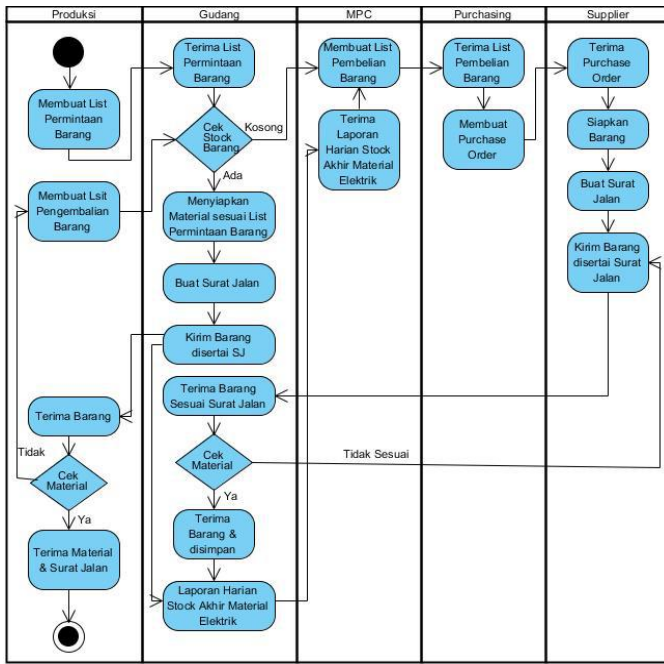 Produksi
Gudang
MPC
Purchasing
Supplier
Membuat List
Permintaan
Barang
Membuat Lsit
Pengembalian
Barang
Terima Barang
Tidak
Cek
Material
Ya
Terima Material
& Surat Jalan
Terima List
Permintaan
Barang
Cek
Stock
Barang
Kosong
Ada
Menyiapkan
Material sesuai List
Permintaan Barang
Buat Surat Jalan
Kirim Barang
disertai SJ
Terima Barang
Sesuai Surat Jalan
Cek
Material
Tidak Sesuai
Ya
Terima
Barang &
disimpan
Laporan Harian
Stock Akhir Material
Elektrik
Membuat List
Pembelian
Barang
Terima
Laporan
Harian Stock
Akhir Material
Elektrik
Terima List
Pembelian
Barang
Membuat
Purchase
Order
Terima
Purchase
Order
Siapkan
Barang
Buat Surat
Jalan
Kirim Barang
disertai Surat
Jalan